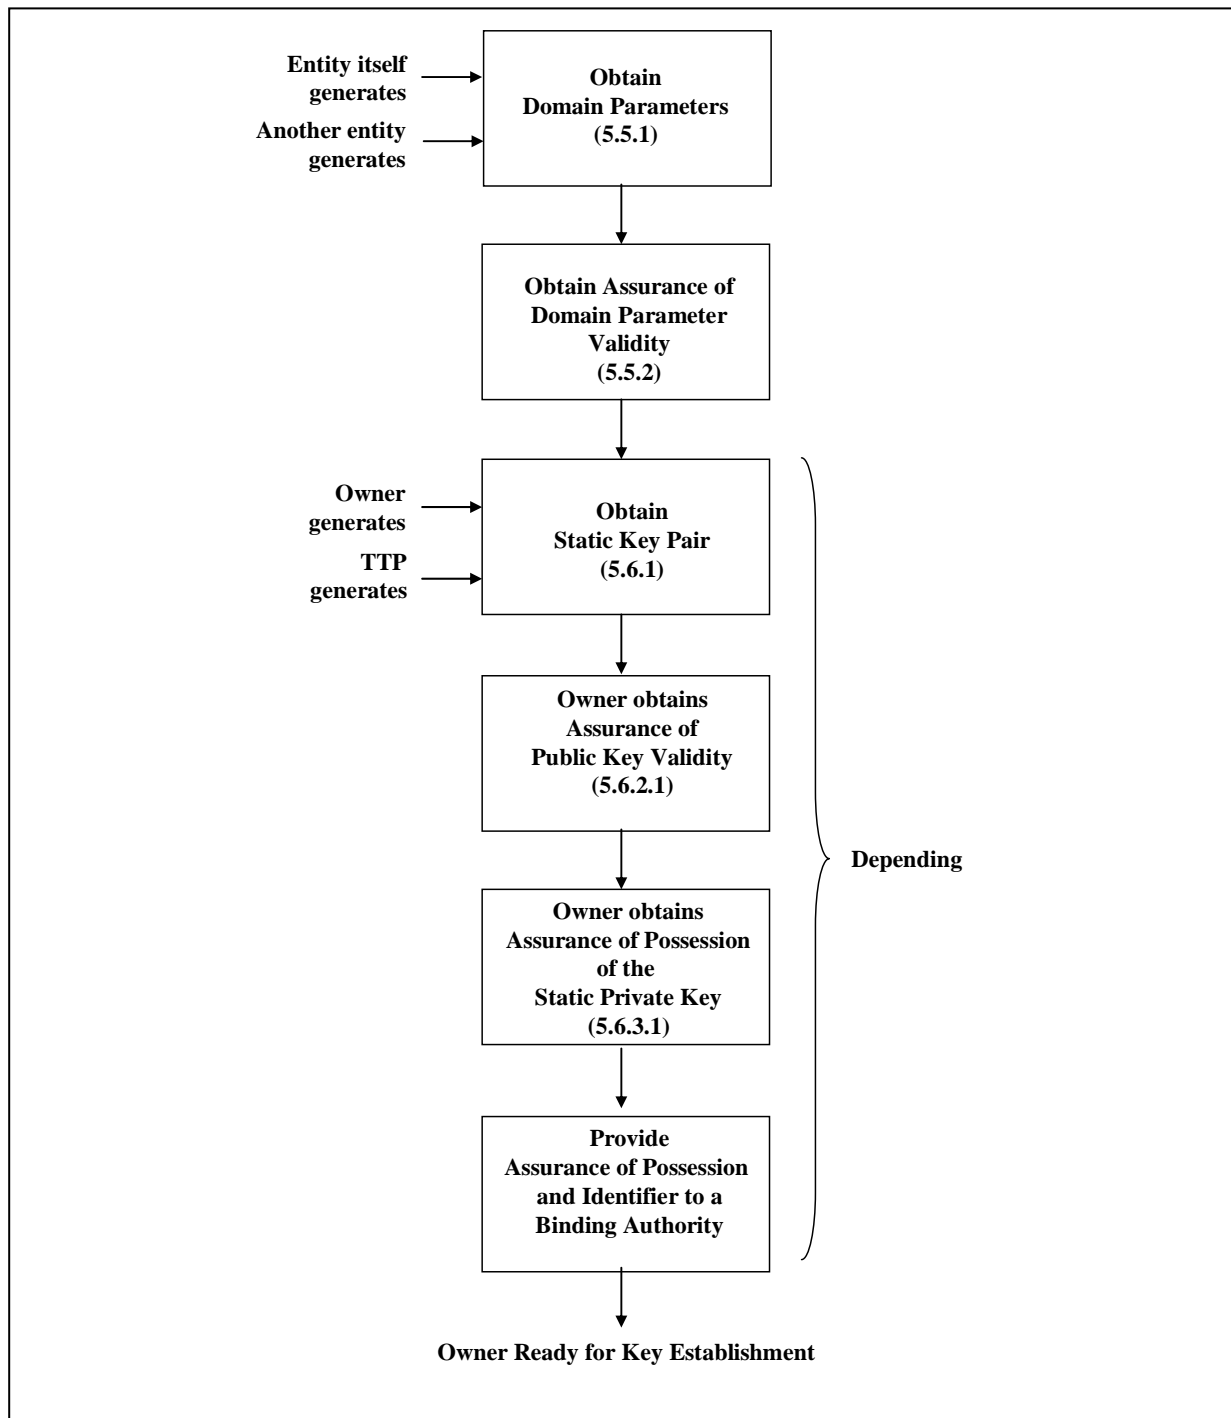 Entity itself
generates
Another entity
generates
Obtain
Domain Parameters
(5.5.1)
Obtain Assurance of
Domain Parameter
Validity
(5.5.2)
Owner
generates
TTP
generates
Obtain
Static Key Pair
(5.6.1)
Owner obtains
Assurance of
Public Key Validity
(5.6.2.1)
Depending
Owner obtains
Assurance of Possession
of the
Static Private Key
(5.6.3.1)
Provide
Assurance of Possession
and Identifier to a
Binding Authority
Owner Ready for Key Establishment